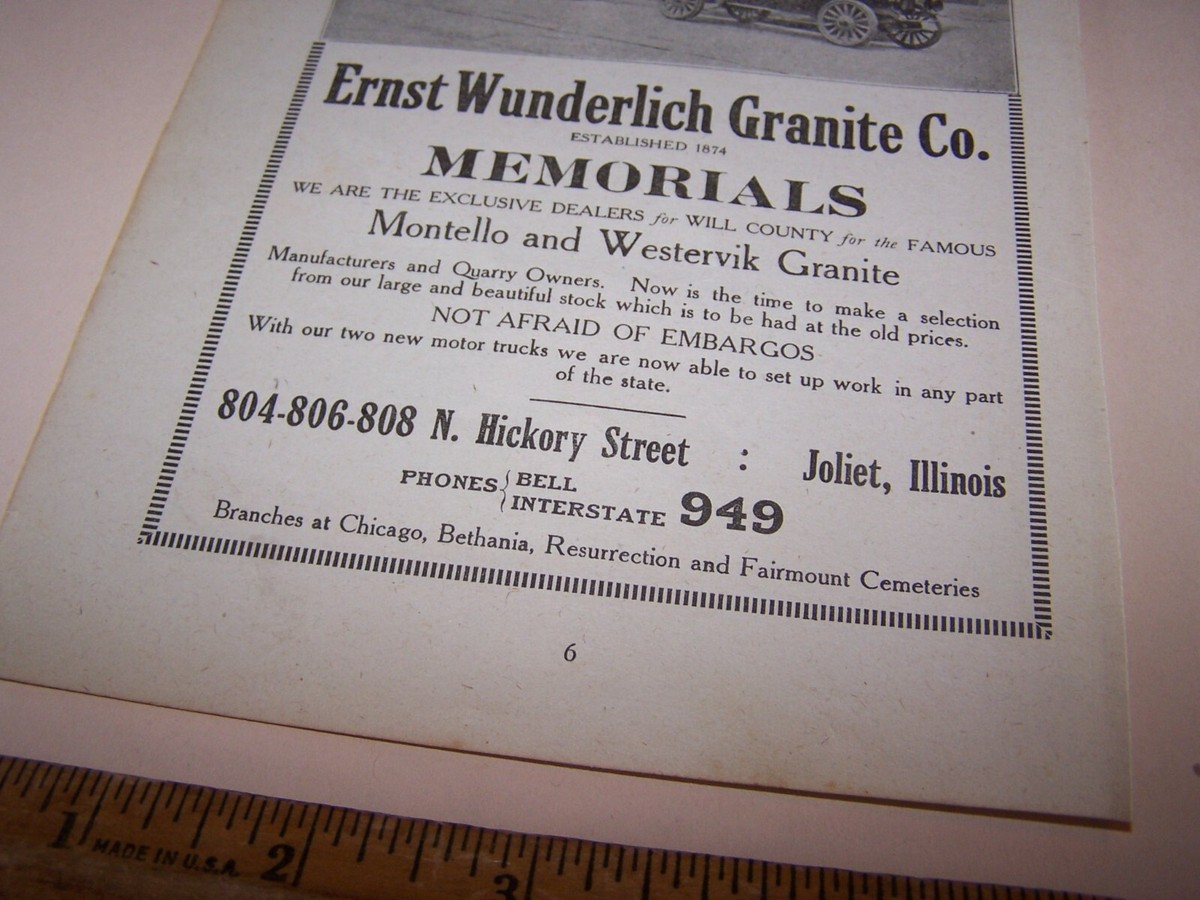 Ernst Wunderlich Granite Co.
ESTABLISHED 1874
MEMORIALS
WE ARE THE EXCLUSIVE DEALERS for WILL COUNTY for the FAMOUS
Montello and Westervik Granite
Manufacturers and Quarry Owners. Now is the time to make a selection
from our large and beautiful stock which is to be had at the old prices.
NOT AFRAID OF EMBARGOS
With our two new motor trucks we are now able to set up work in any part
of the state.
804-806-808 N. Hickory Street : Joliet, Illinois
PHONES { BELL
INTERSTATE 949
Branches at Chicago, Bethania, Resurrection and Fairmount Cemeteries
6
1 MADE IN U.S.A. 2 3